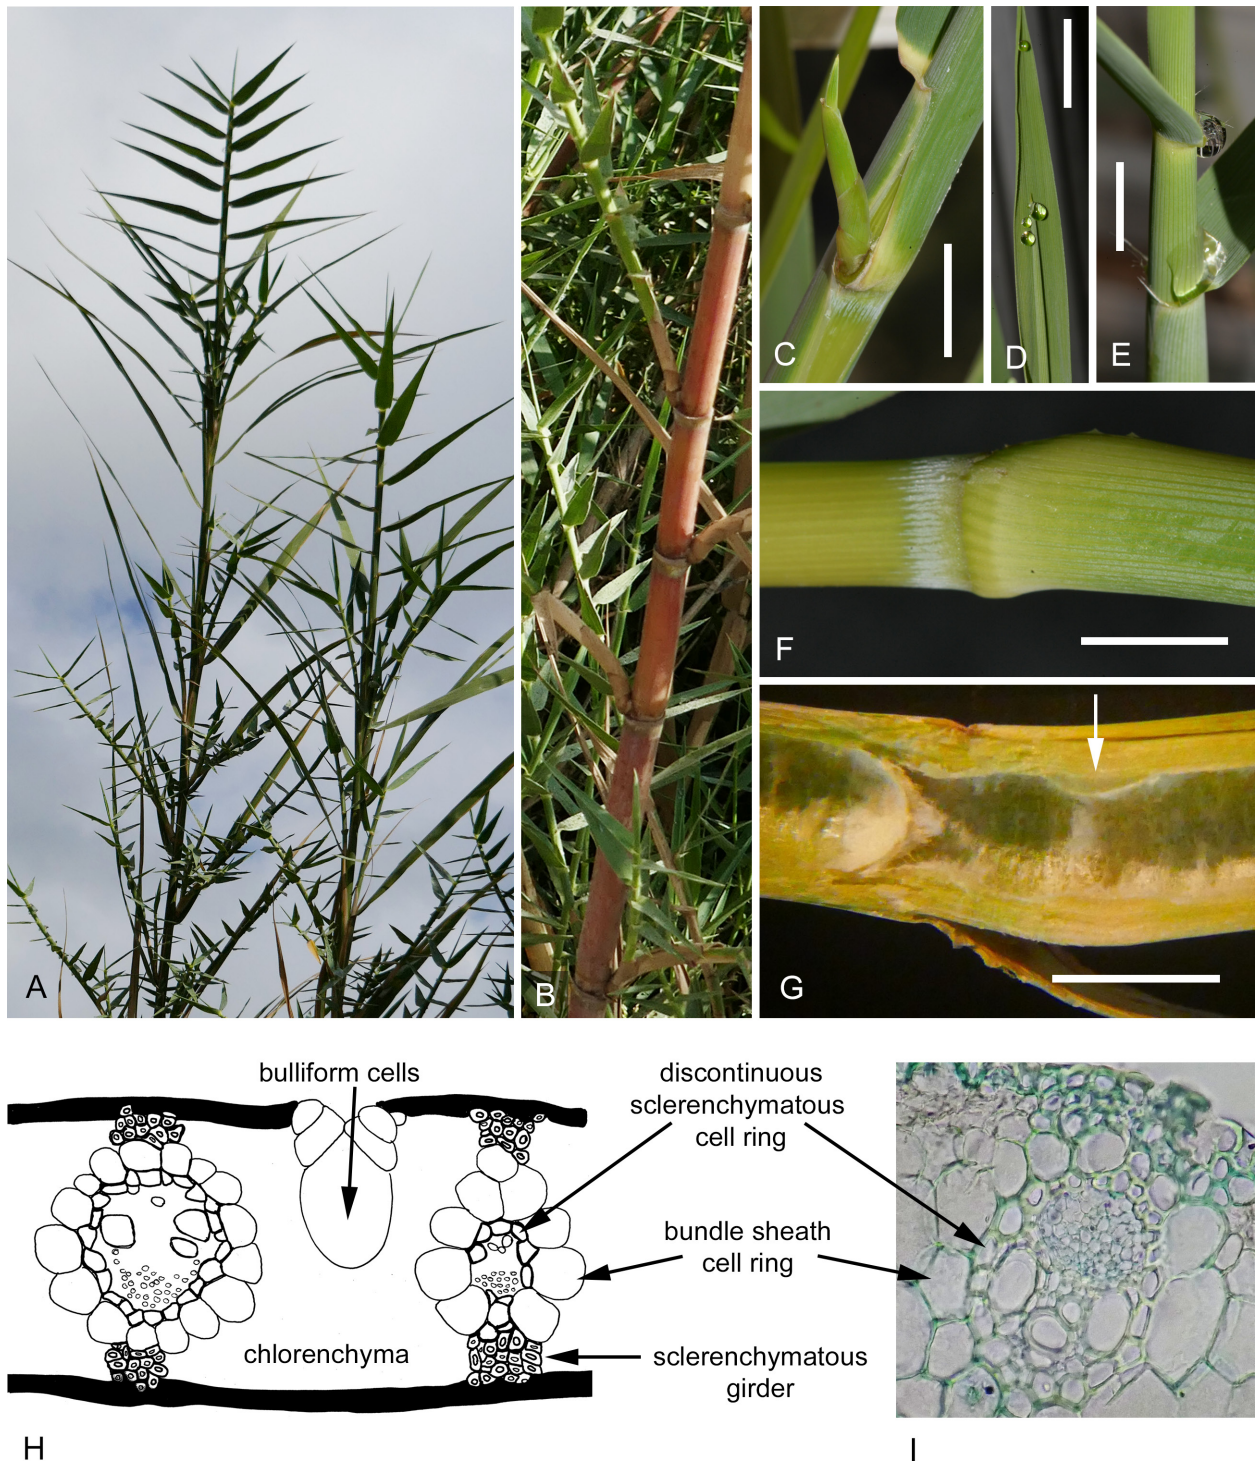 A
B
C
D
E
F
G
bulliform cells
discontinuous
sclerenchymatous
cell ring
bundle sheath
cell ring
chlorenchyma
sclerenchymatous
girder
H
I